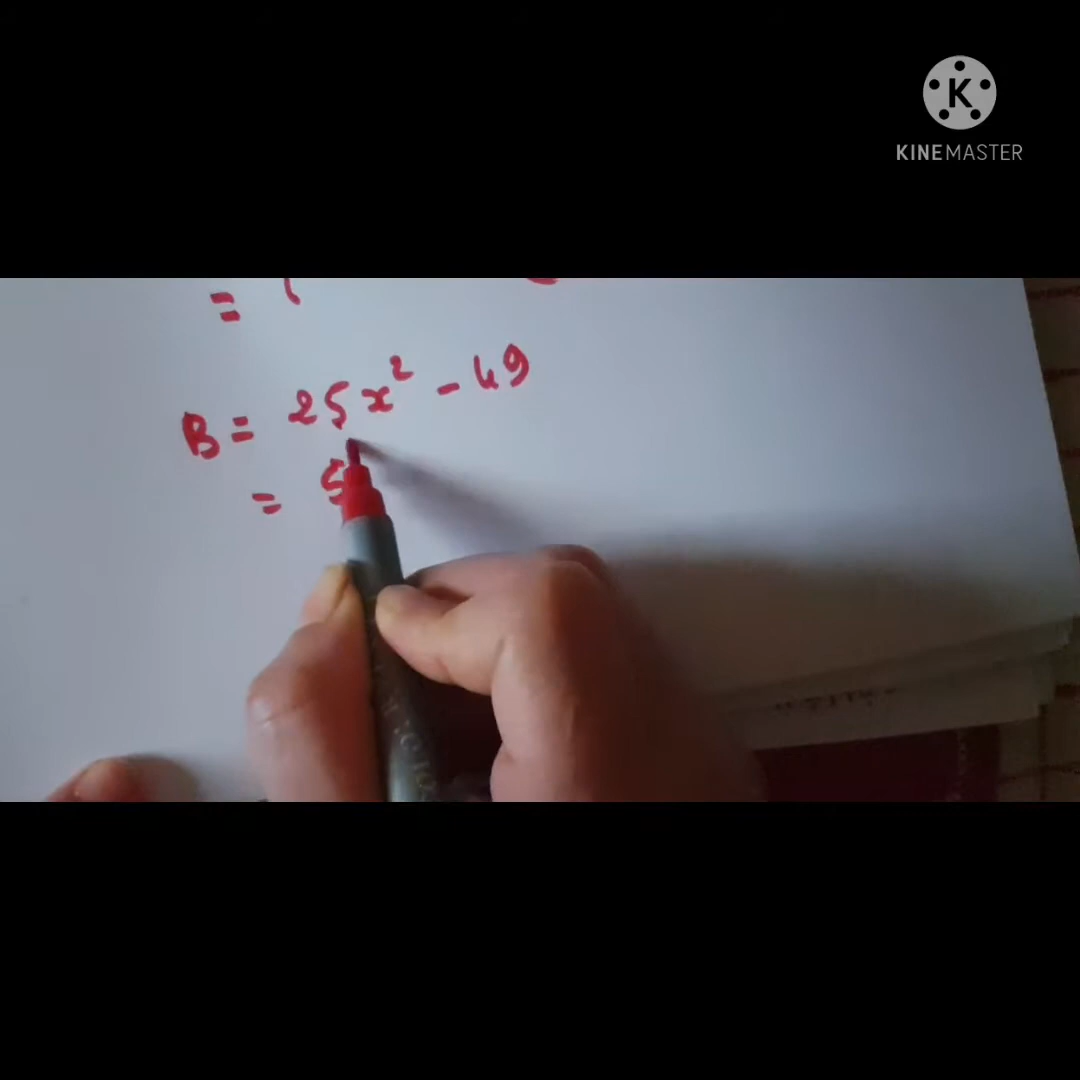 K
KINEMASTER
=
B = 25x² - 49
= 5